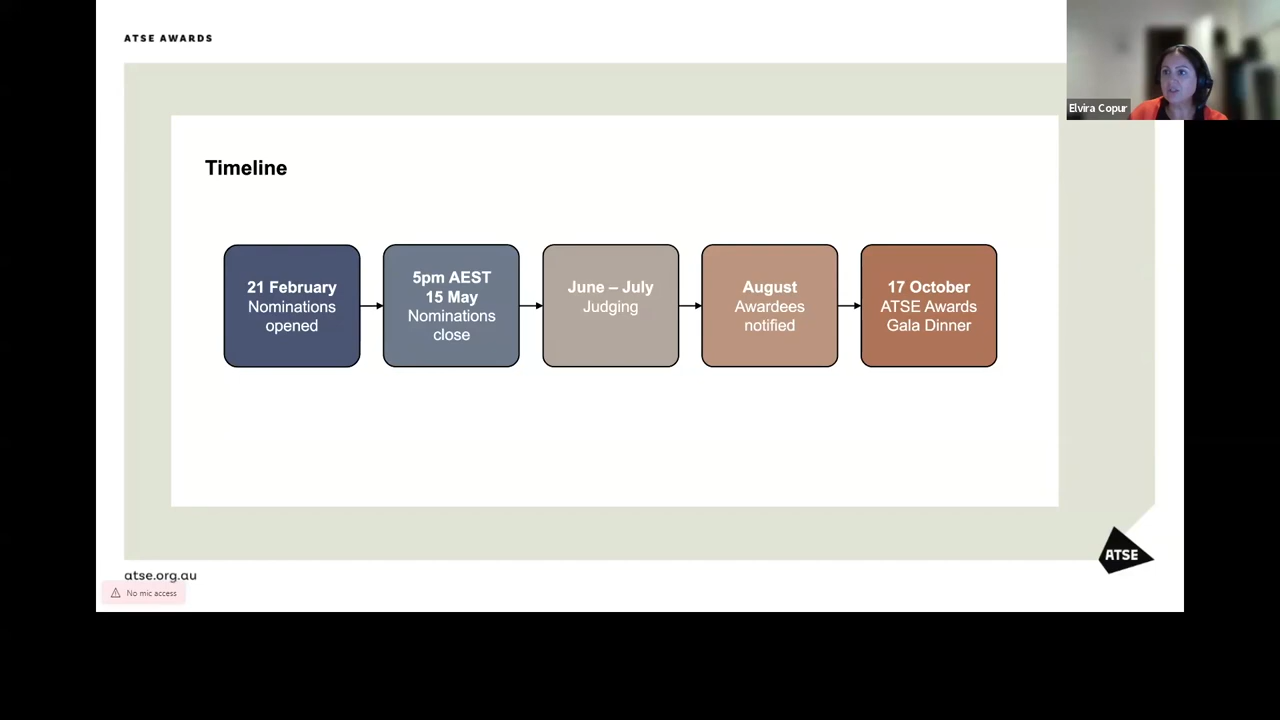 ATSE AWARDS
Elvira Copur
Timeline
21 February
Nominations
opened
5pm AEST
15 May
Nominations
close
June – July
Judging
August
Awardees
notified
17 October
ATSE Awards
Gala Dinner
ATSE
atse.org.au
No mic access